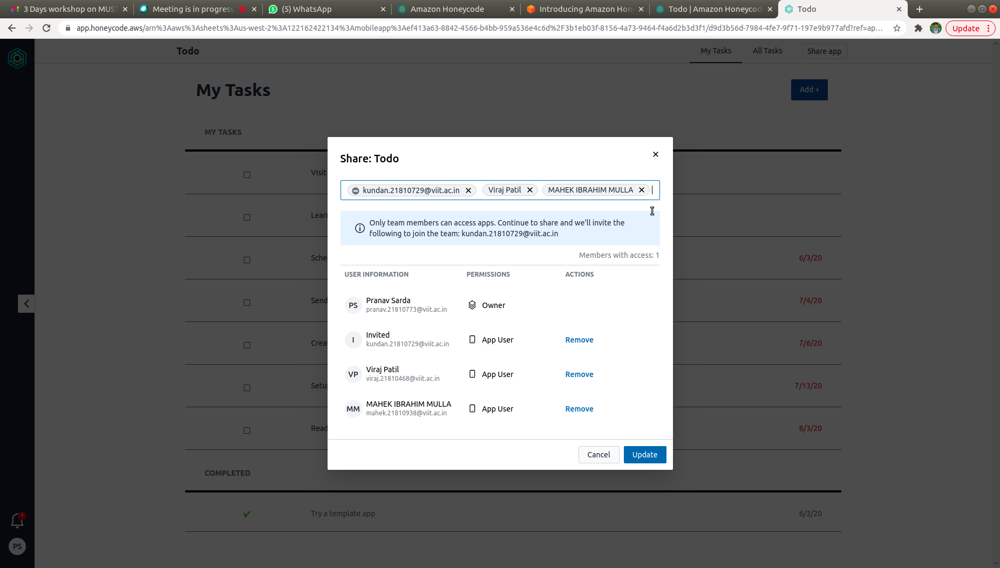 3 Days workshop on MUST
Meeting is in progress
(5) WhatsApp
Amazon Honeycode
Introducing Amazon Hon
Todo | Amazon Honeycod
Todo
app.honeycode.aws/arn%3Aaws%3Asheets%3Aus-west-2%3A122162422134%3Amobileapp%3Aef413a63-8842-4566-b4bb-959a536e4c6d%2F3b1eb03f-8156-4a73-9464-f4a6d2b3d3f1/d9d3b56d-7984-4fe7-9f71-197e9b977afd?ref=ap...
Update
Todo
My Tasks
All Tasks
Share app
My Tasks
Add +
MY TASKS
VIsit
Lear
Sche
6/3/20
Send
7/4/20
Crea
7/6/20
Setu
7/13/20
Read
8/3/20
COMPLETED
Try a template app
6/3/20
Share: Todo
kundan.21810729@viit.ac.in
Viraj Patil
MAHEK IBRAHIM MULLA
Only team members can access apps. Continue to share and we'll invite the
following to join the team: kundan.21810729@viit.ac.in
Members with access: 1
USER INFORMATION
PERMISSIONS
ACTIONS
PS
Pranav Sarda
pranav.21810773@viit.ac.in
Owner
I
Invited
kundan.21810729@viit.ac.in
App User
Remove
VP
Viraj Patil
viraj.21810468@viit.ac.in
App User
Remove
MM
MAHEK IBRAHIM MULLA
mahek.21810938@viit.ac.in
App User
Remove
Cancel
Update
1
PS